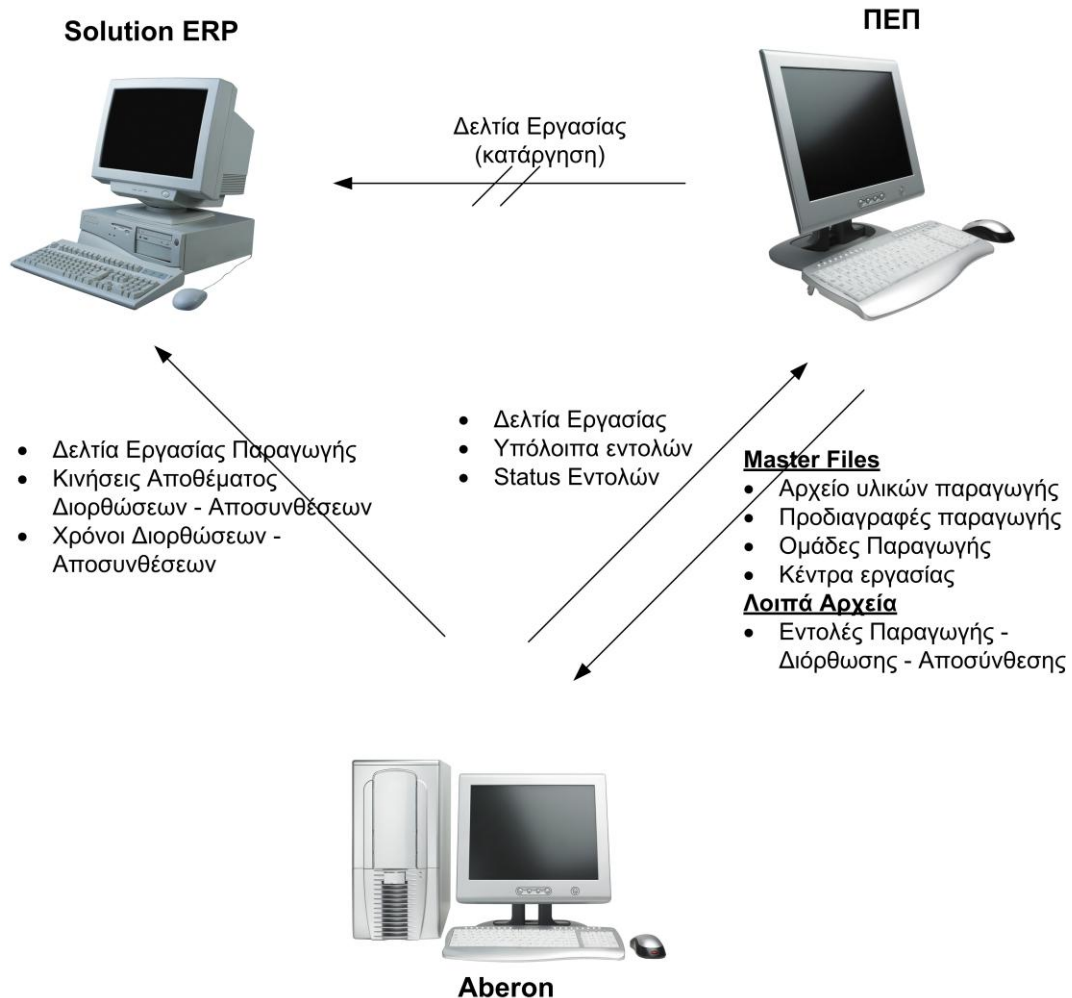 Solution ERP
ΠΕΠ
Δελτία Εργασίας
(κατάργηση)
• Δελτία Εργασίας Παραγωγής
• Κινήσεις Αποθέματος
Διορθώσεων - Αποσυνθέσεων
• Χρόνοι Διορθώσεων -
Αποσυνθέσεων
• Δελτία Εργασίας
• Υπόλοιπα εντολών
• Status Εντολών
Master Files
• Αρχείο υλικών παραγωγής
• Προδιαγραφές παραγωγής
• Ομάδες Παραγωγής
• Κέντρα εργασίας
Λοιπά Αρχεία
• Εντολές Παραγωγής -
Διόρθωσης - Αποσύνθεσης
Aberon